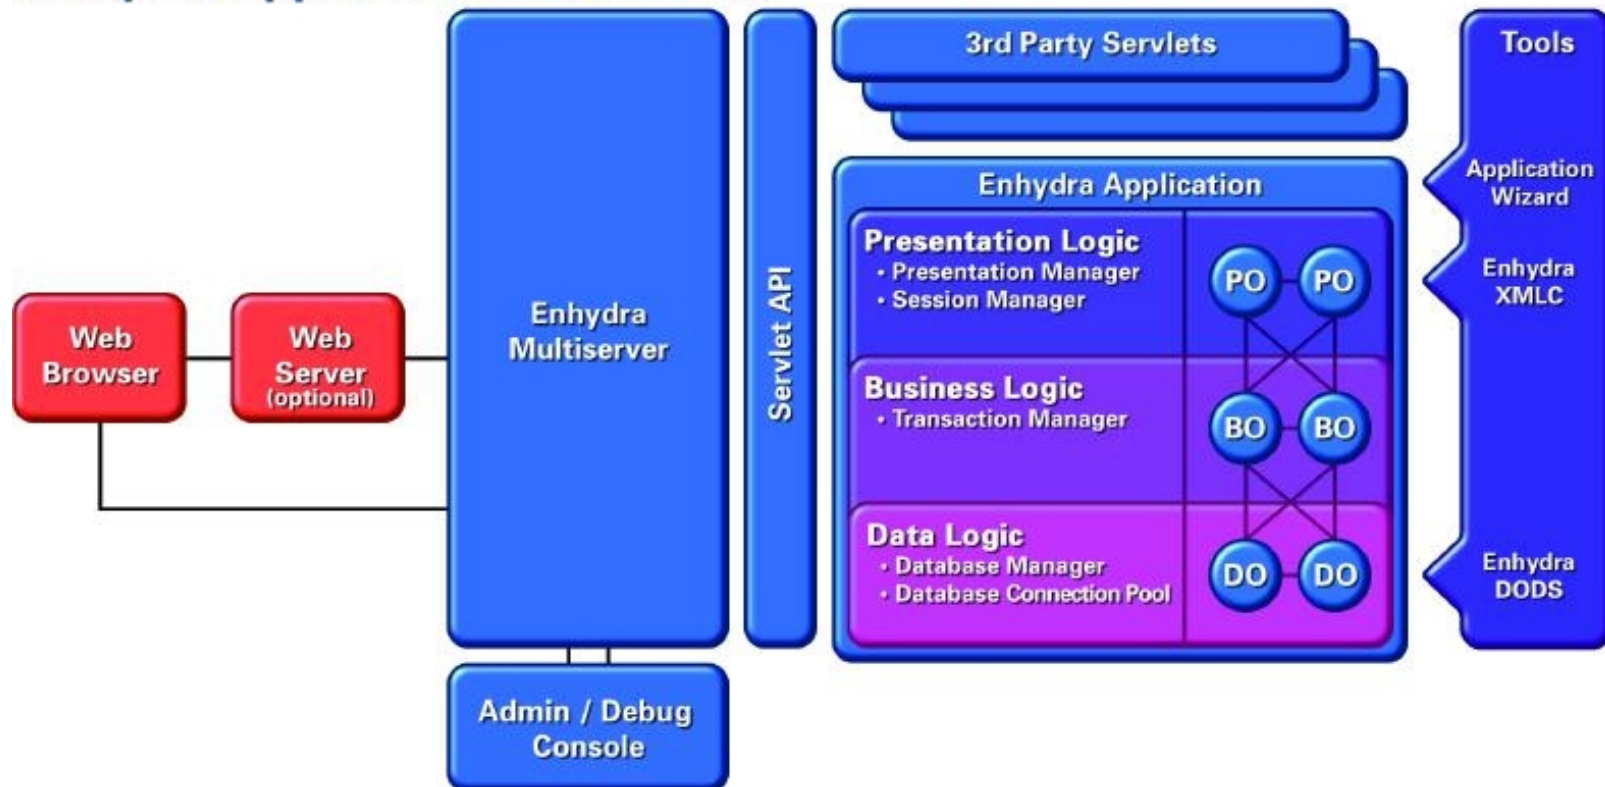 3rd Party Servlets
Tools
Enhydra Application
Application
Wizard
Presentation Logic
• Presentation Manager
• Session Manager
PO
PO
Enhydra
XMLC
Web
Browser
Web
Server
(optional)
Enhydra
Multiserver
Servlet API
Business Logic
• Transaction Manager
BO
BO
Data Logic
• Database Manager
• Database Connection Pool
DO
DO
Enhydra
DODS
Admin / Debug
Console